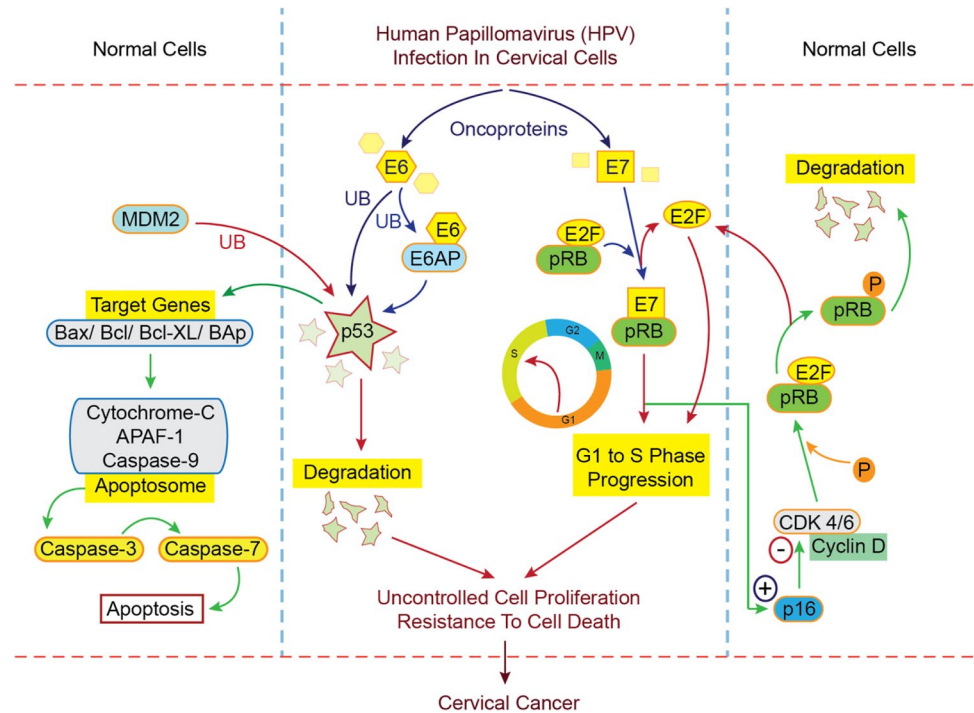 Normal Cells
Human Papillomavirus (HPV)
Infection In Cervical Cells
Normal Cells
Oncoproteins
E6
E7
UB
UB
E6
E6AP
MDM2
UB
p53
Target Genes
Bax/ Bcl/ Bcl-XL/ BAp
Cytochrome-C
APAF-1
Caspase-9
Apoptosome
Caspase-3
Caspase-7
Apoptosis
Degradation
E2F
pRB
E2F
E7
pRB
G2
M
S
G1
G1 to S Phase
Progression
Uncontrolled Cell Proliferation
Resistance To Cell Death
Cervical Cancer
Degradation
P
pRB
E2F
pRB
P
CDK 4/6
Cyclin D
-
+
p16